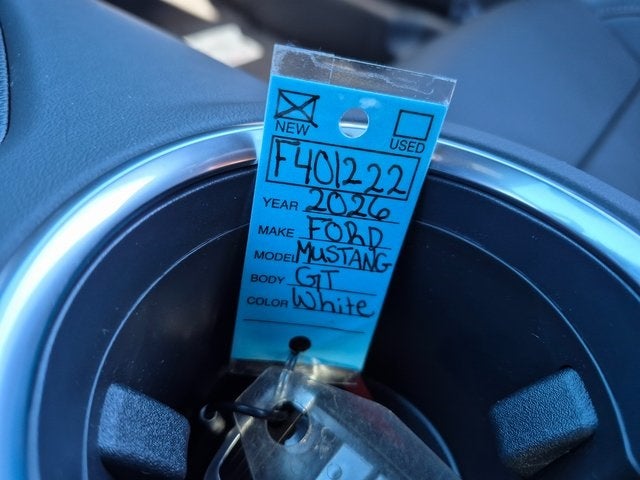 NEW USED
F401222
YEAR 2026
MAKE FORD
MODEL MUSTANG
BODY GT
COLOR White